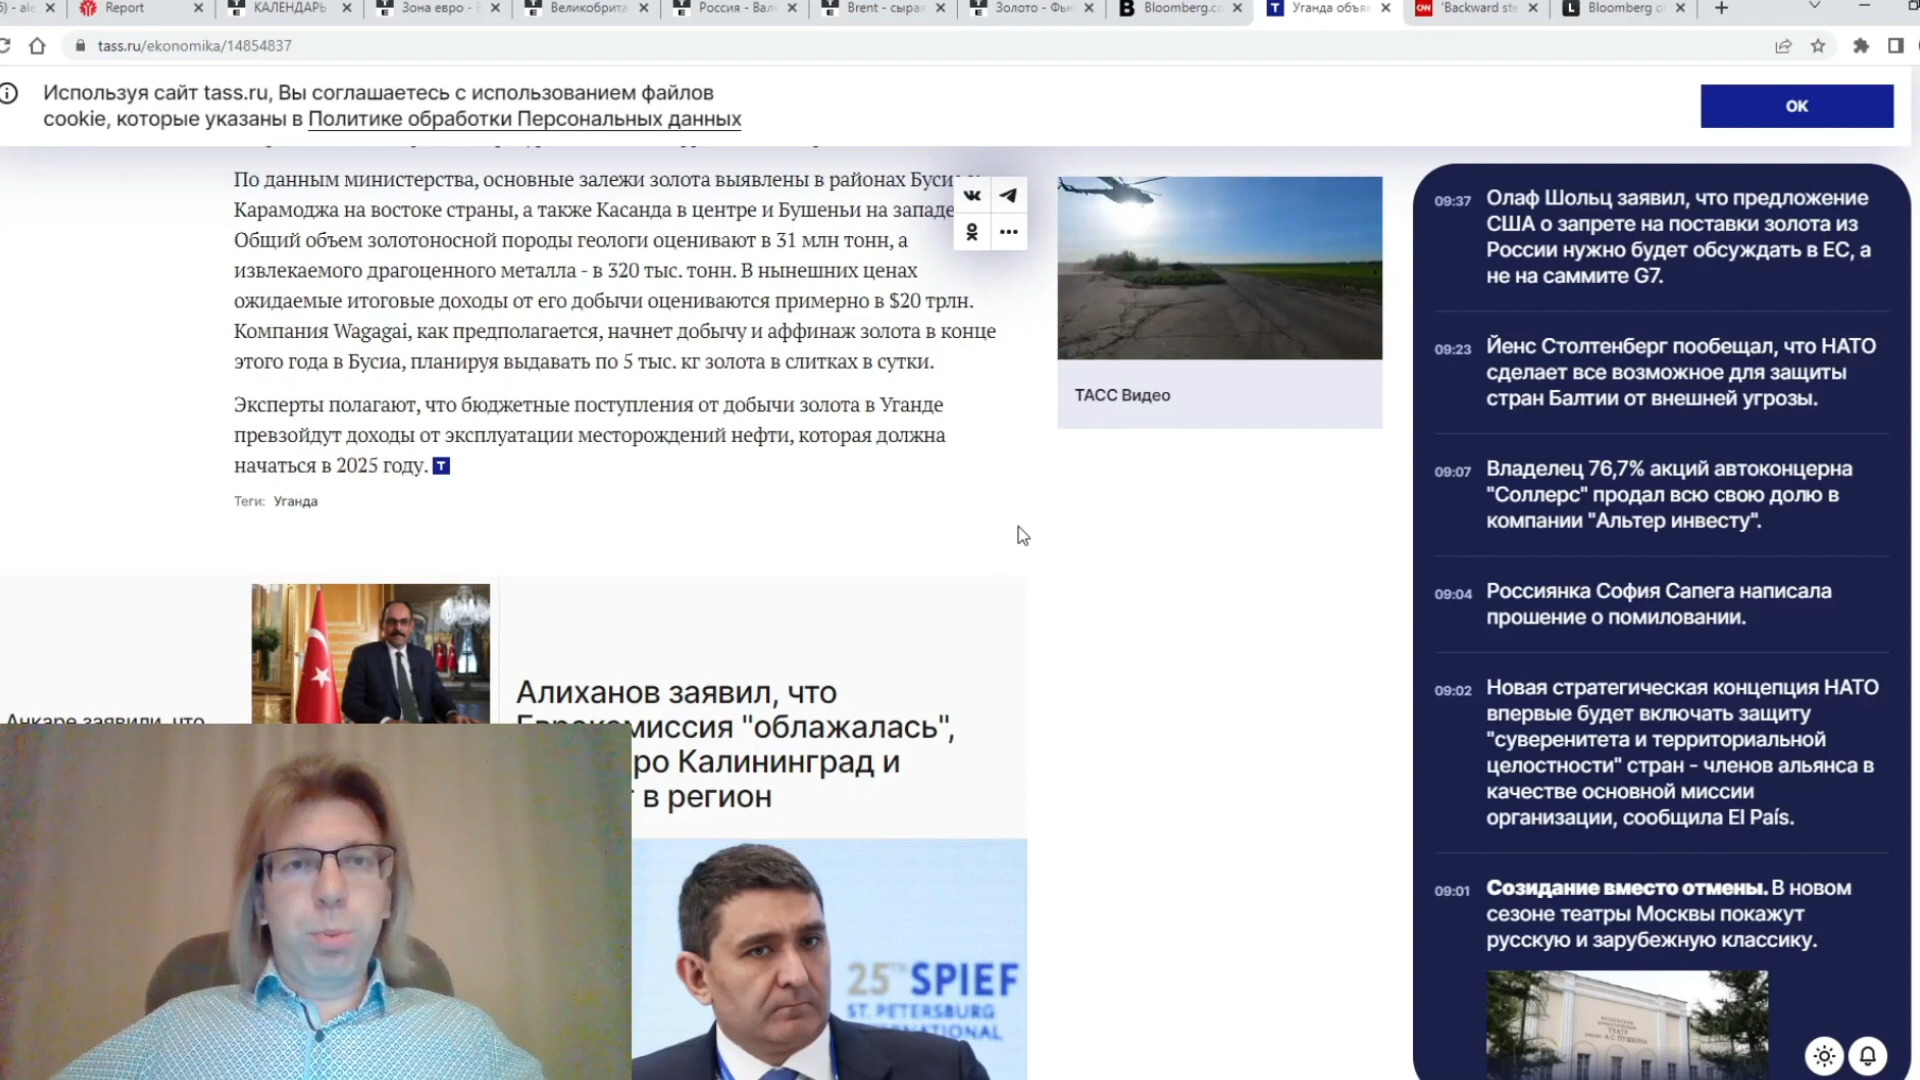 Report
КАЛЕНДАРЬ
Зона евро -
Великобрита
Россия - Вал
Brent - сырая
Золото - Фью
Bloomberg.co
Уганда объяв
'Backward ste
Bloomberg
tass.ru/ekonomika/14854837
Используя сайт tass.ru, Вы соглашаетесь с использованием файлов
cookie, которые указаны в Политике обработки Персональных данных
OK
По данным министерства, основные залежи золота выявлены в районах Буси
Карамоджа на востоке страны, а также Касанда в центре и Бушеньи на западе
Общий объем золотоносной породы геологи оценивают в 31 млн тонн, а
извлекаемого драгоценного металла - в 320 тыс. тонн. В нынешних ценах
ожидаемые итоговые доходы от его добычи оцениваются примерно в $20 трлн.
Компания Wagagai, как предполагается, начнет добычу и аффинаж золота в конце
этого года в Бусиа, планируя выдавать по 5 тыс. кг золота в слитках в сутки.
Эксперты полагают, что бюджетные поступления от добычи золота в Уганде
превзойдут доходы от эксплуатации месторождений нефти, которая должна
начаться в 2025 году.
Теги: Уганда
ТАСС Видео
Анкаре заявили, что
Алиханов заявил, что
Еврокомиссия "облажалась",
ро Калининград и
в регион
25TH SPIEF
ST. PETERSBURG
09:37 Олаф Шольц заявил, что предложение
США о запрете на поставки золота из
России нужно будет обсуждать в ЕС, а
не на саммите G7.
09:23 Йенс Столтенберг пообещал, что НАТО
сделает все возможное для защиты
стран Балтии от внешней угрозы.
09:07 Владелец 76,7% акций автоконцерна
"Соллерс" продал всю свою долю в
компании "Альтер инвесту".
09:04 Россиянка София Сапега написала
прошение о помиловании.
09:02 Новая стратегическая концепция НАТО
впервые будет включать защиту
"суверенитета и территориальной
целостности" стран - членов альянса в
качестве основной миссии
организации, сообщила El País.
09:01 Созидание вместо отмены. В новом
сезоне театры Москвы покажут
русскую и зарубежную классику.